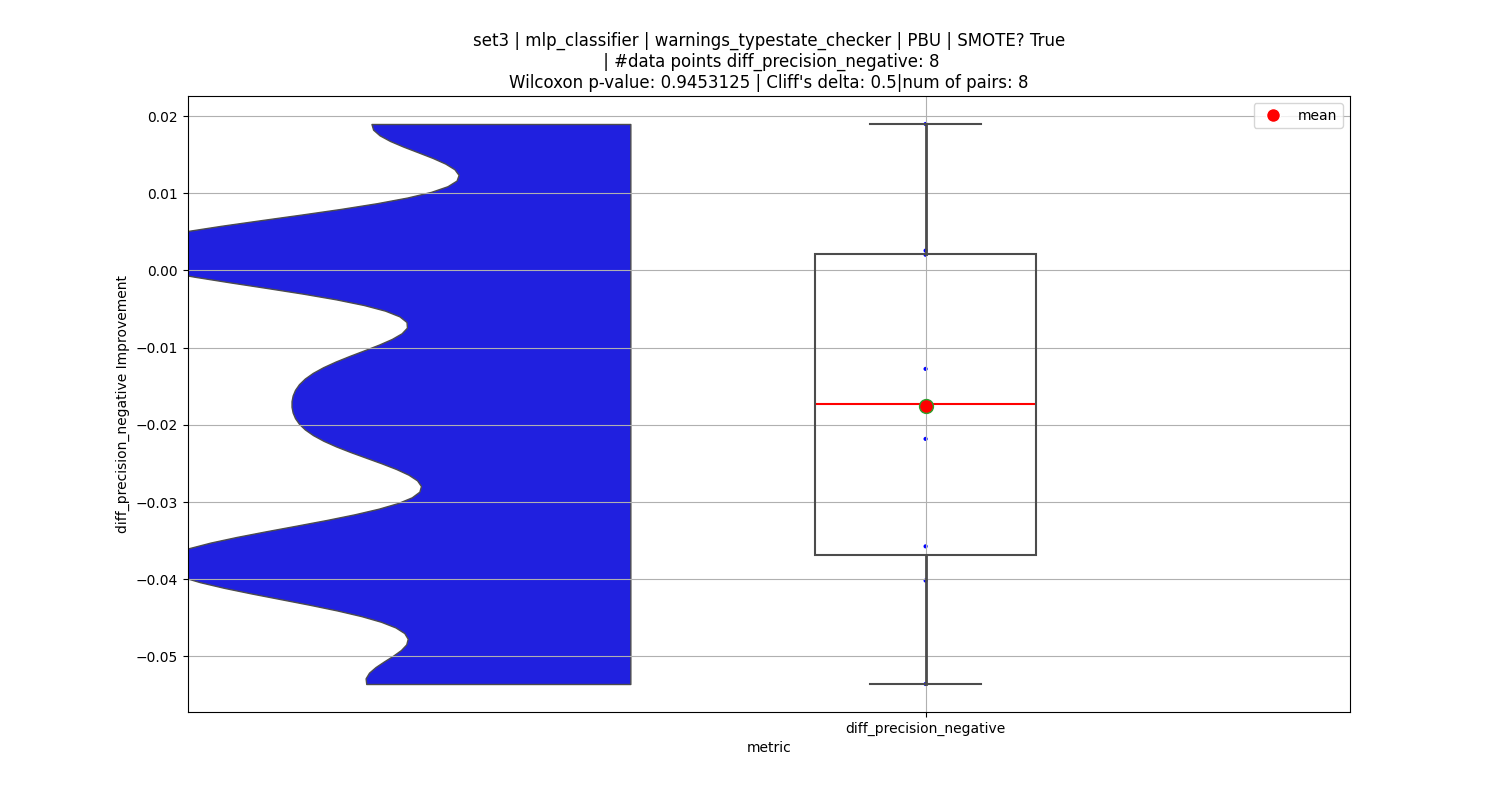 set3 | mlp_classifier | warnings_typestate_checker | PBU | SMOTE? True
| #data points diff_precision_negative: 8
Wilcoxon p-value: 0.9453125 | Cliff's delta: 0.5|num of pairs: 8
mean
0.02
0.01
0.00
−0.01
−0.02
−0.03
−0.04
−0.05
diff_precision_negative Improvement
diff_precision_negative
metric